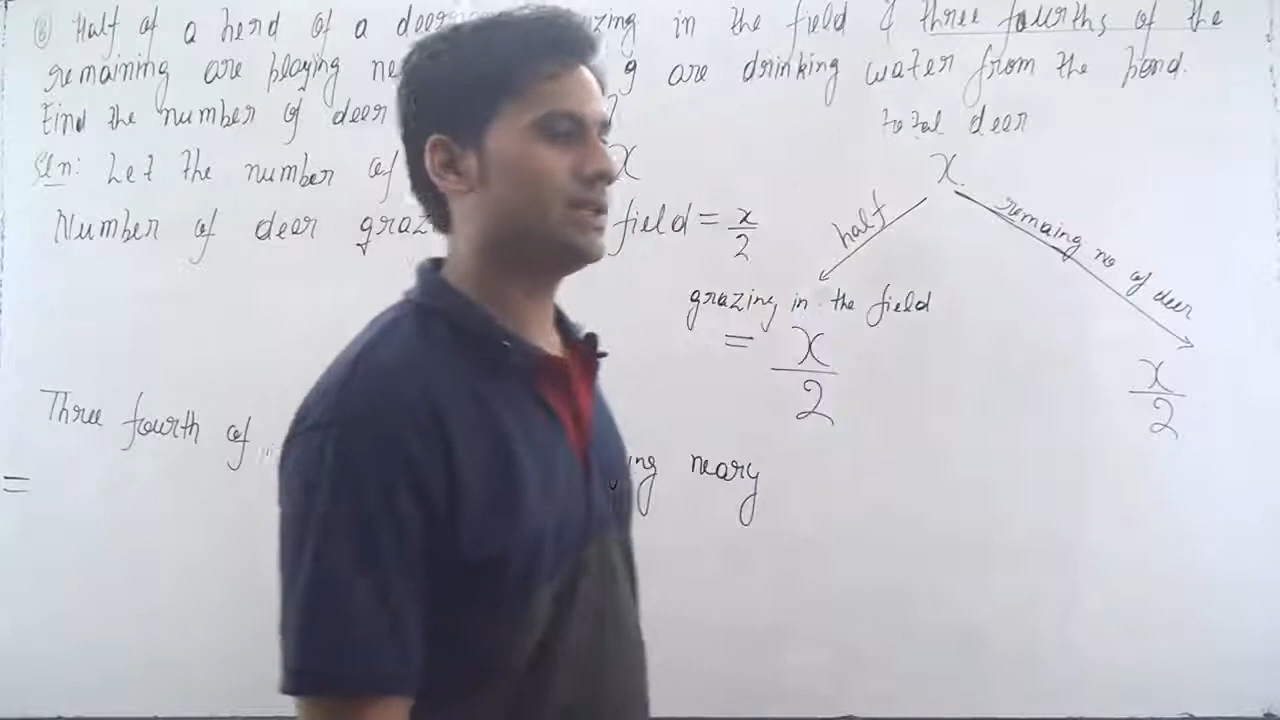 ⑧ Half of a herd of a deer zing in the field & three fourths of the
remaining are playing ne g are drinking water from the pond.
Find the number of deer
total deer
Sln: Let the number of x
x
Number of deer graz field = x/2
half
remaing no of deer
grazing in the field
= x/2
x/2
Three fourth of ing neary
=